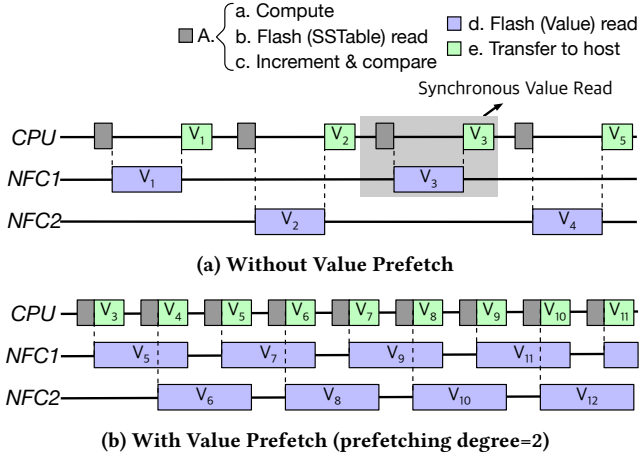 A.
a. Compute
b. Flash (SSTable) read
c. Increment & compare
d. Flash (Value) read
e. Transfer to host
Synchronous Value Read
CPU V1 V2 V3 V5
NFC1 V1 V3
NFC2 V2 V4
(a) Without Value Prefetch
CPU V3 V4 V5 V6 V7 V8 V9 V10 V11
NFC1 V5 V7 V9 V11
NFC2 V6 V8 V10 V12
(b) With Value Prefetch (prefetching degree=2)